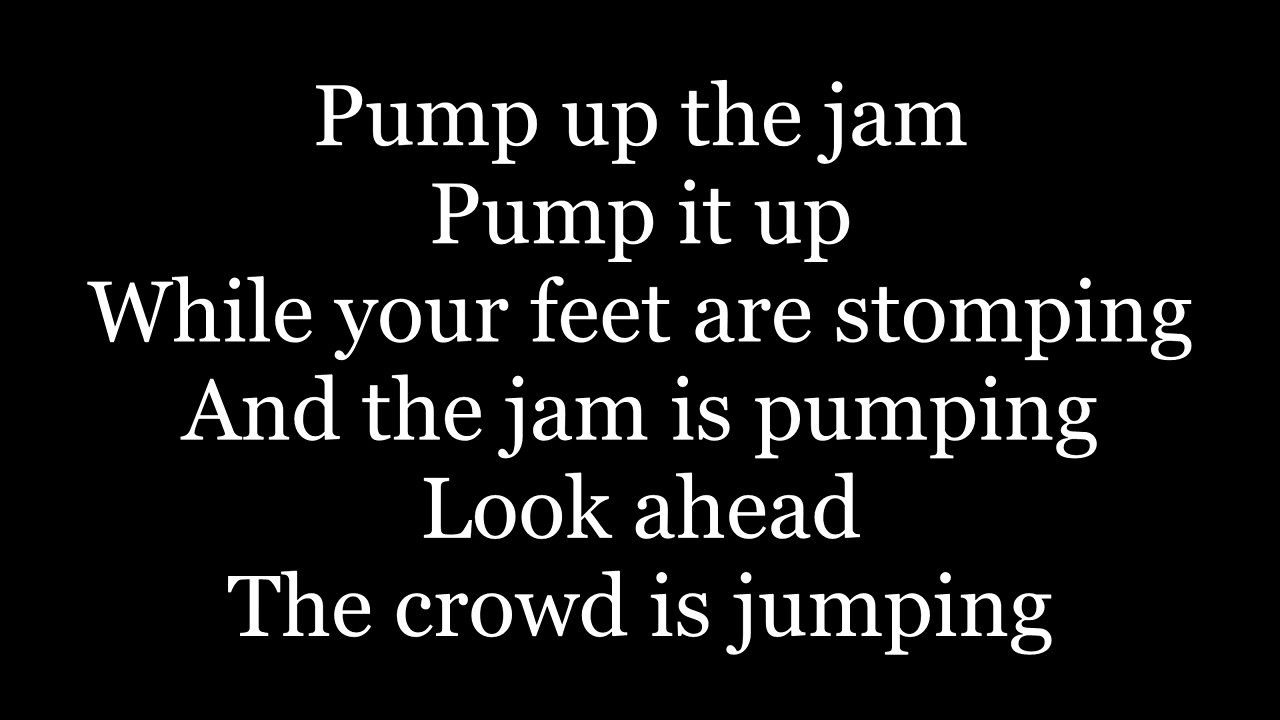 Pump up the jam
Pump it up
While your feet are stomping
And the jam is pumping
Look ahead
The crowd is jumping